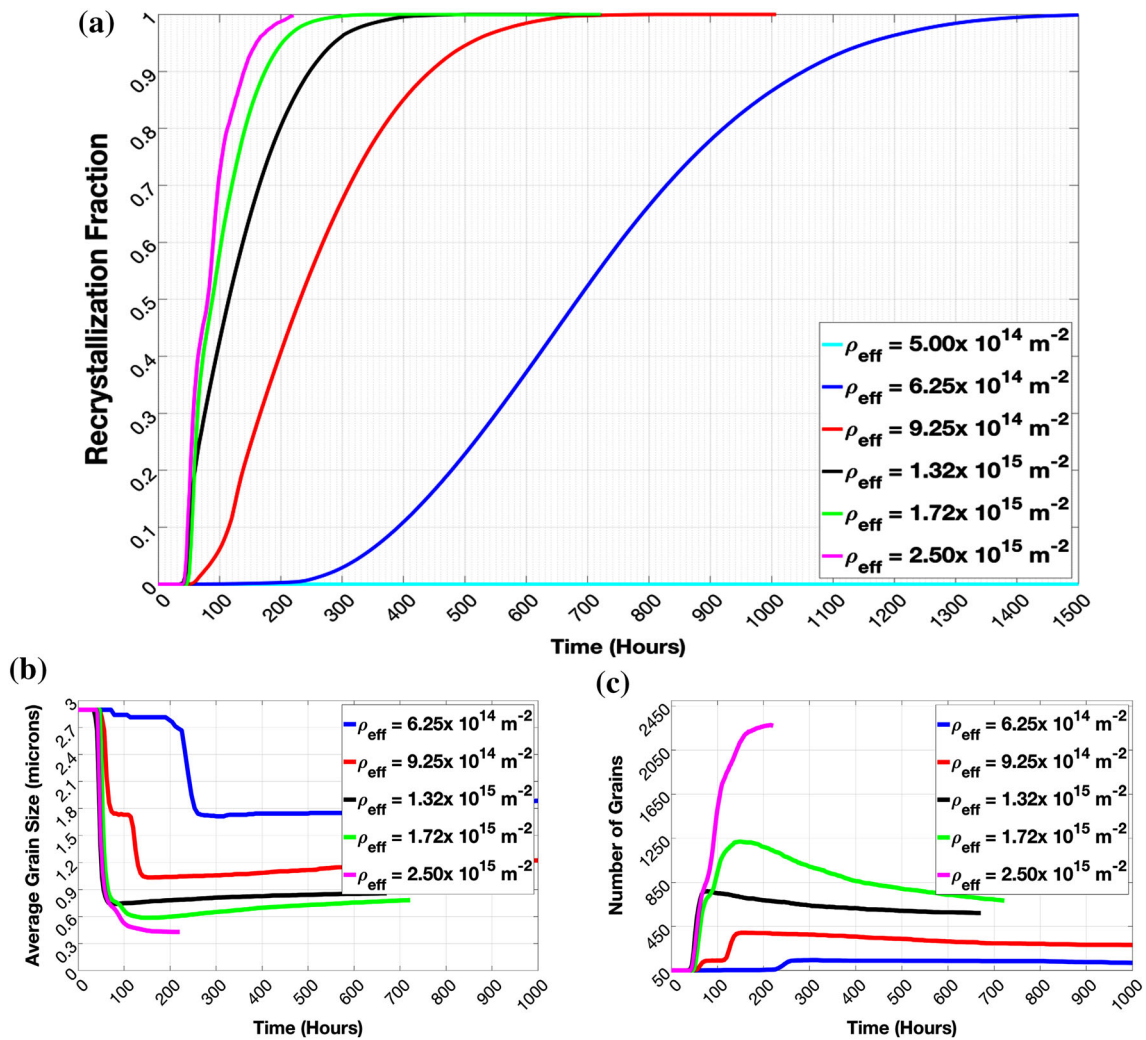 (a)
Recrystallization Fraction
1
0.9
0.8
0.7
0.6
0.5
0.4
0.3
0.2
0.1
0
0 100 200 300 400 500 600 700 800 900 1000 1100 1200 1300 1400 1500
Time (Hours)
ρeff = 5.00x 10^14 m^-2
ρeff = 6.25x 10^14 m^-2
ρeff = 9.25x 10^14 m^-2
ρeff = 1.32x 10^15 m^-2
ρeff = 1.72x 10^15 m^-2
ρeff = 2.50x 10^15 m^-2
(b)
Average Grain Size (microns)
3
2.7
2.4
2.1
1.8
1.5
1.2
0.9
0.6
0.3
0
0 100 200 300 400 500 600 700 800 900 1000
Time (Hours)
ρeff = 6.25x 10^14 m^-2
ρeff = 9.25x 10^14 m^-2
ρeff = 1.32x 10^15 m^-2
ρeff = 1.72x 10^15 m^-2
ρeff = 2.50x 10^15 m^-2
(c)
Number of Grains
2450
2050
1650
1250
850
450
50
0 100 200 300 400 500 600 700 800 900 1000
Time (Hours)
ρeff = 6.25x 10^14 m^-2
ρeff = 9.25x 10^14 m^-2
ρeff = 1.32x 10^15 m^-2
ρeff = 1.72x 10^15 m^-2
ρeff = 2.50x 10^15 m^-2